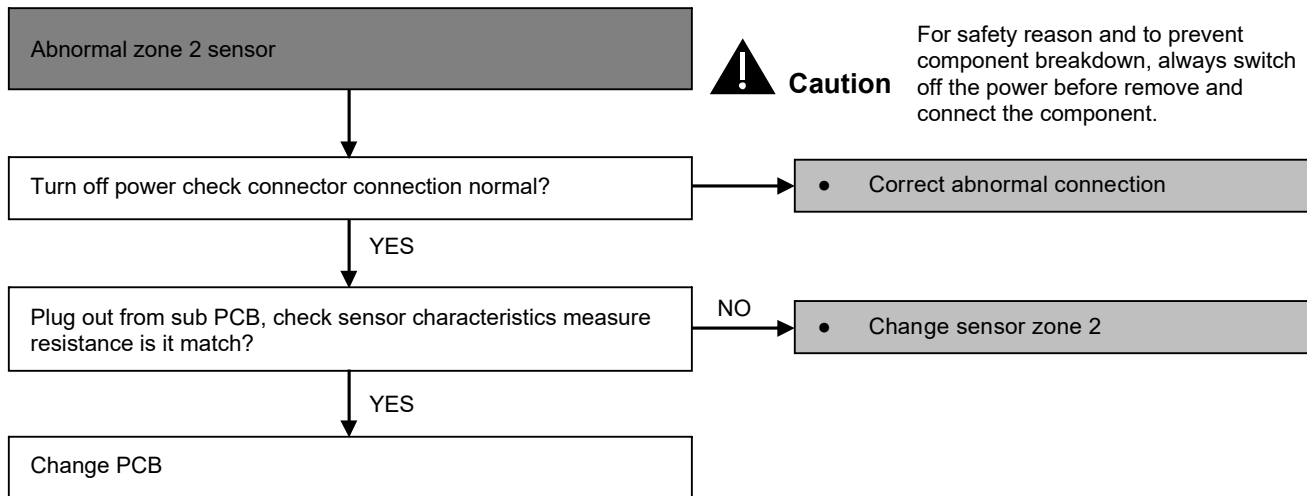 Abnormal zone 2 sensor
Caution
For safety reason and to prevent
component breakdown, always switch
off the power before remove and
connect the component.
Turn off power check connector connection normal?
● Correct abnormal connection
YES
Plug out from sub PCB, check sensor characteristics measure
resistance is it match?
NO
● Change sensor zone 2
YES
Change PCB